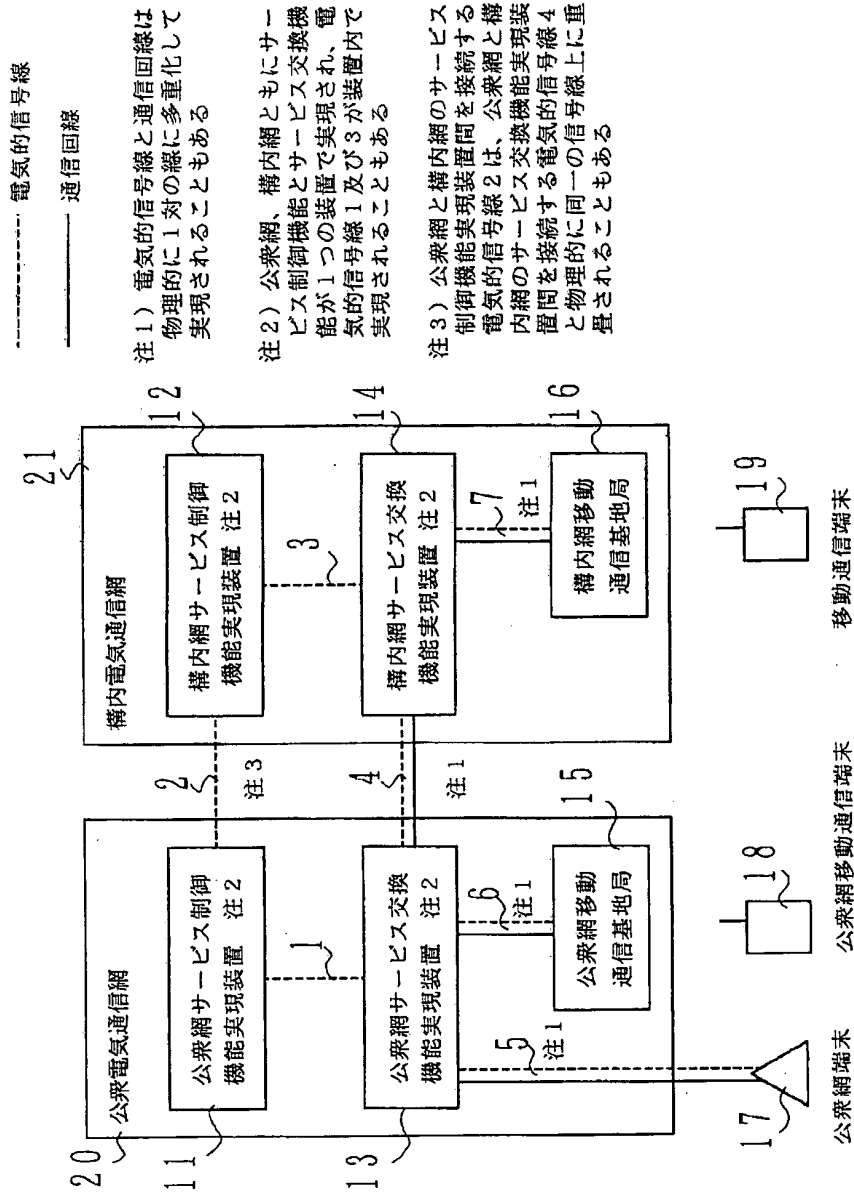 電気的信号線
通信回線
注1）電気的信号線と通信回線は
物理的に1対の線に多重化して
実現されることもある
注2）公衆網、構内網ともにサー
ビス制御機能とサービス交換機
能が1つの装置で実現され、電
気的信号線1及び3が装置内で
実現されることもある
注3）公衆網と構内網のサービス
制御機能実現装置間を接続する
電気的信号線2は、公衆網と構
内網のサービス交換機能実現装
置間を接続する電気的信号線4
と物理的に同一の信号線上に重
畳されることもある
20
公衆電気通信網
11
公衆網サービス制御
機能実現装置 注2
1
13
公衆網サービス交換
機能実現装置 注2
5
注1
6
注1
15
公衆網移動
通信基地局
2
注3
4
注1
21
構内電気通信網
12
構内網サービス制御
機能実現装置 注2
3
14
構内網サービス交換
機能実現装置 注2
7
注1
16
構内網移動
通信基地局
17
公衆網端末
18
公衆網移動通信端末
19
移動通信端末